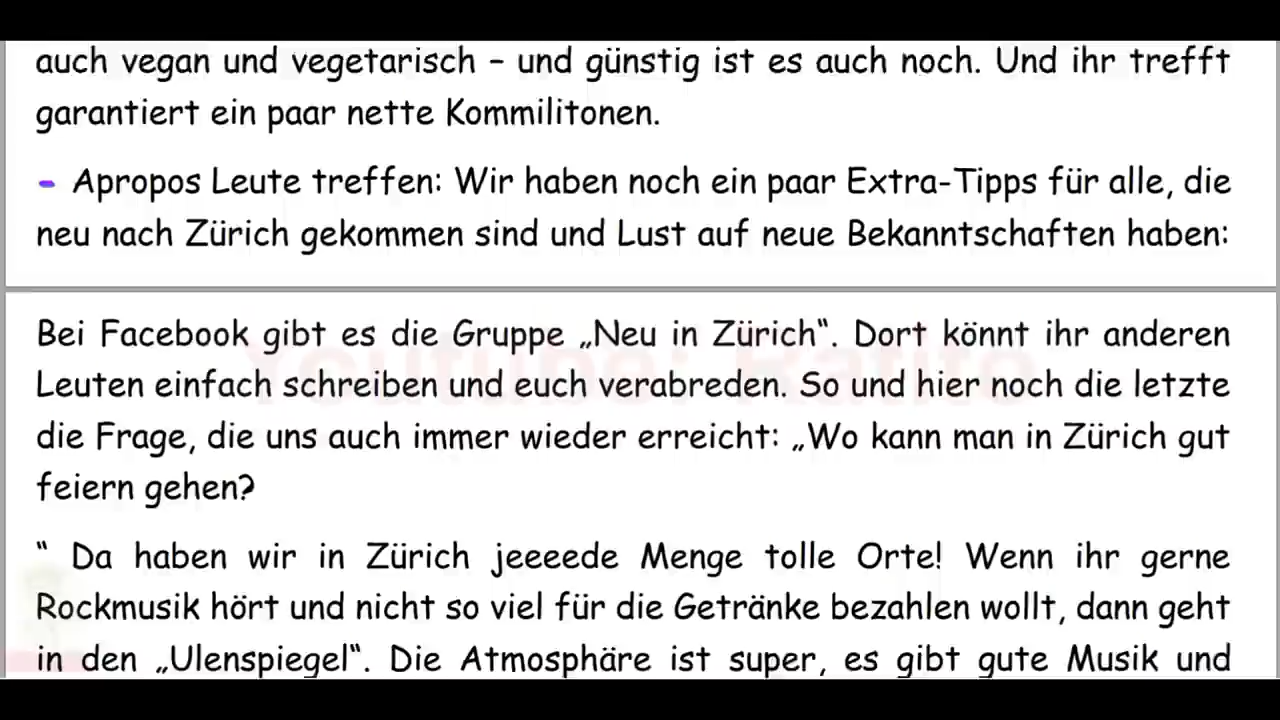 auch vegan und vegetarisch – und günstig ist es auch noch. Und ihr trefft
garantiert ein paar nette Kommilitonen.
- Apropos Leute treffen: Wir haben noch ein paar Extra-Tipps für alle, die
neu nach Zürich gekommen sind und Lust auf neue Bekanntschaften haben:
Bei Facebook gibt es die Gruppe „Neu in Zürich“. Dort könnt ihr anderen
Leuten einfach schreiben und euch verabreden. So und hier noch die letzte
die Frage, die uns auch immer wieder erreicht: „Wo kann man in Zürich gut
feiern gehen?
“ Da haben wir in Zürich jeeeede Menge tolle Orte! Wenn ihr gerne
Rockmusik hört und nicht so viel für die Getränke bezahlen wollt, dann geht
in den „Ulenspiegel“. Die Atmosphäre ist super, es gibt gute Musik und